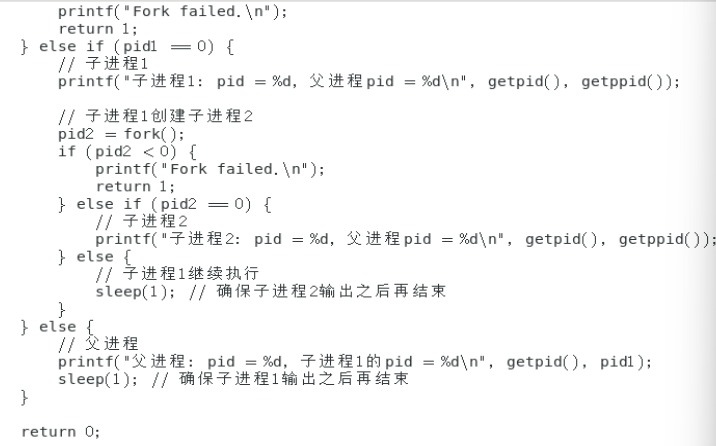 printf("Fork failed.\n");
        return 1;
    } else if (pid1 == 0) {
        // 子进程1
        printf("子进程1: pid = %d, 父进程pid = %d\n", getpid(), getppid());

        // 子进程1创建子进程2
        pid2 = fork();
        if (pid2 < 0) {
            printf("Fork failed.\n");
            return 1;
        } else if (pid2 == 0) {
            // 子进程2
            printf("子进程2: pid = %d, 父进程pid = %d\n", getpid(), getppid());
        } else {
            // 子进程1继续执行
            sleep(1); // 确保子进程2输出之后再结束
        }
    } else {
        // 父进程
        printf("父进程: pid = %d, 子进程1的pid = %d\n", getpid(), pid1);
        sleep(1); // 确保子进程1输出之后再结束
    }

    return 0;